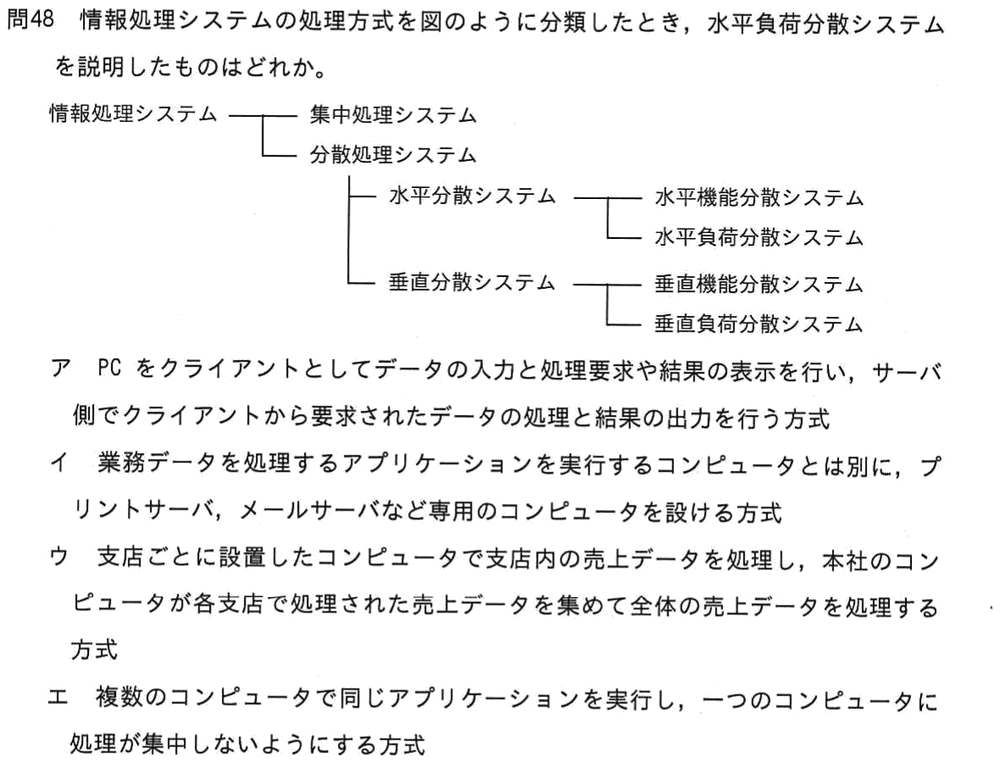 問48 情報処理システムの処理方式を図のように分類したとき，水平負荷分散システム
を説明したものはどれか。
情報処理システム 集中処理システム
分散処理システム
水平分散システム 水平機能分散システム
水平負荷分散システム
垂直分散システム 垂直機能分散システム
垂直負荷分散システム
ア PC をクライアントとしてデータの入力と処理要求や結果の表示を行い，サーバ
側でクライアントから要求されたデータの処理と結果の出力を行う方式
イ 業務データを処理するアプリケーションを実行するコンピュータとは別に，プ
リントサーバ，メールサーバなど専用のコンピュータを設ける方式
ウ 支店ごとに設置したコンピュータで支店内の売上データを処理し，本社のコン
ピュータが各支店で処理された売上データを集めて全体の売上データを処理する
方式
エ 複数のコンピュータで同じアプリケーションを実行し，一つのコンピュータに
処理が集中しないようにする方式